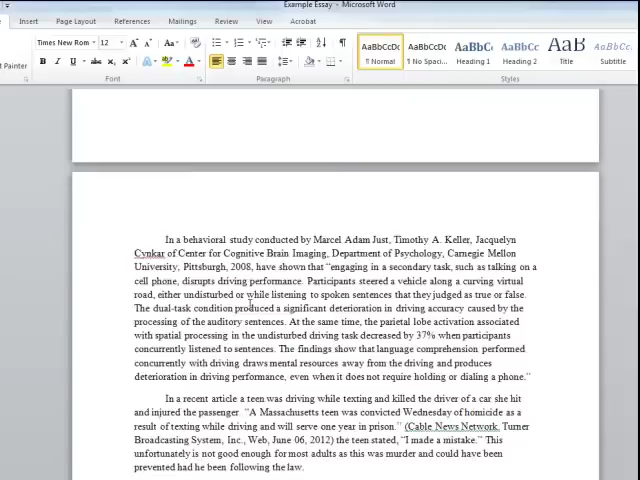 Example Essay - Microsoft Word
Insert Page Layout References Mailings Review View Acrobat
Times New Rom 12 A A Aa AaBbCcDc AaBbCcDc AaBbC AaBbCc AaB AaBbCc
Painter B I U abc x₂ x² A A ¶ Normal ¶ No Spaci... Heading 1 Heading 2 Title Subtitle
Font Paragraph Styles
In a behavioral study conducted by Marcel Adam Just, Timothy A. Keller, Jacquelyn
Cynkar of Center for Cognitive Brain Imaging, Department of Psychology, Carnegie Mellon
University, Pittsburgh, 2008, have shown that “engaging in a secondary task, such as talking on a
cell phone, disrupts driving performance. Participants steered a vehicle along a curving virtual
road, either undisturbed or while listening to spoken sentences that they judged as true or false.
The dual-task condition produced a significant deterioration in driving accuracy caused by the
processing of the auditory sentences. At the same time, the parietal lobe activation associated
with spatial processing in the undisturbed driving task decreased by 37% when participants
concurrently listened to sentences. The findings show that language comprehension performed
concurrently with driving draws mental resources away from the driving and produces
deterioration in driving performance, even when it does not require holding or dialing a phone.”
In a recent article a teen was driving while texting and killed the driver of a car she hit
and injured the passenger. “A Massachusetts teen was convicted Wednesday of homicide as a
result of texting while driving and will serve one year in prison.” (Cable News Network, Turner
Broadcasting System, Inc., Web, June 06, 2012) the teen stated, “I made a mistake.” This
unfortunately is not good enough for most adults as this was murder and could have been
prevented had he been following the law.